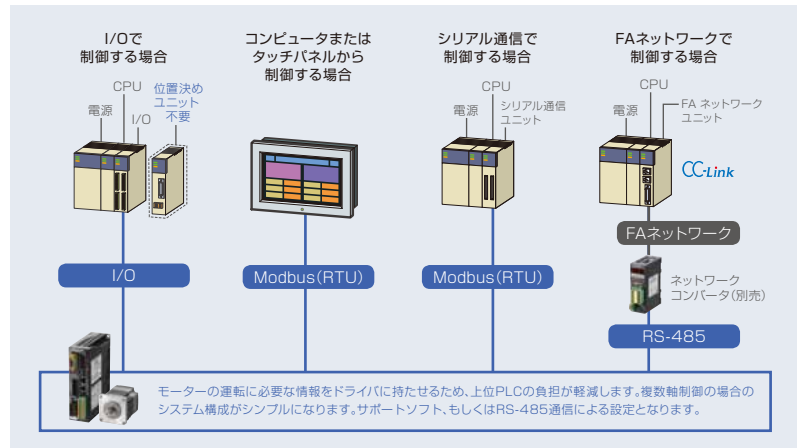 I/Oで
制御する場合
CPU
電源
I/O
位置決め
ユニット
不要
I/O
コンピュータまたは
タッチパネルから
制御する場合
Modbus(RTU)
シリアル通信で
制御する場合
CPU
電源
シリアル通信
ユニット
Modbus(RTU)
FAネットワークで
制御する場合
CPU
電源
FA ネットワーク
ユニット
CC-Link
FAネットワーク
ネットワーク
コンバータ(別売)
RS-485
モーターの運転に必要な情報をドライバに持たせるため、上位PLCの負担が軽減します。複数軸制御の場合の
システム構成がシンプルになります。サポートソフト、もしくはRS-485通信による設定となります。